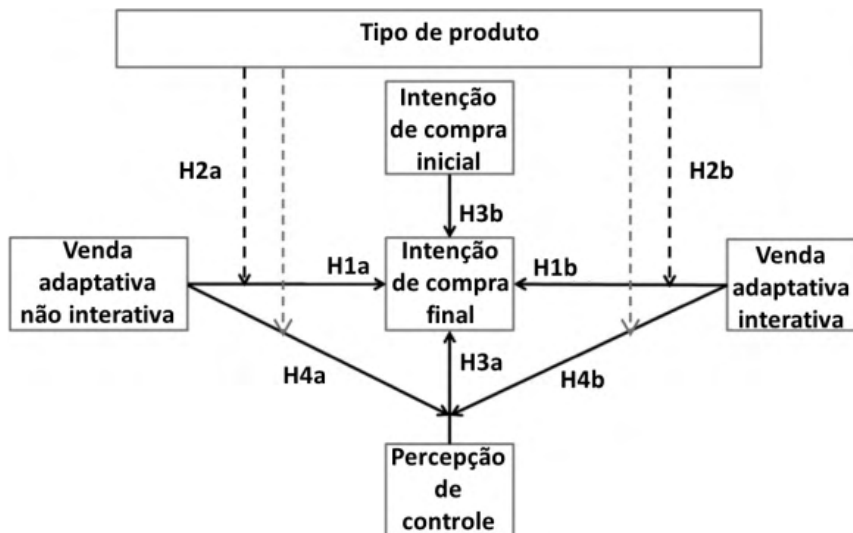 Tipo de produto
Intenção
de compra
inicial
H2a
H2b
H3b
Venda
adaptativa
não interativa
H1a
Intenção
de compra
final
H1b
Venda
adaptativa
interativa
H4a
H3a
H4b
Percepção
de
controle